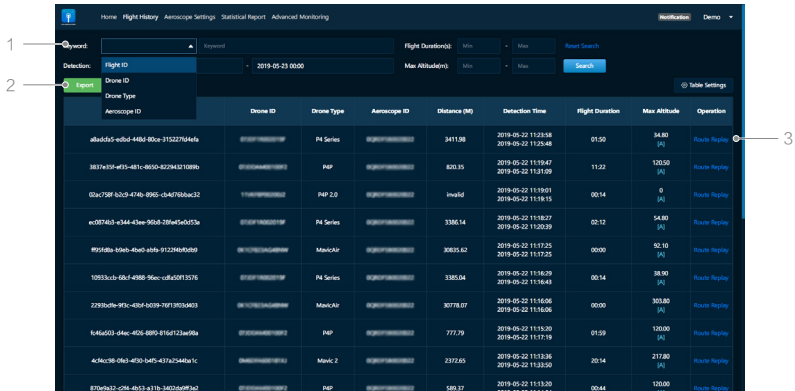 Home Flight History Aeroscope Settings Statistical Report Advanced Monitoring Notification Demo
1 Keyword: Keyword Flight Duration(s): Min - Max Reset Search
Detection: Flight ID - 2019-05-23 00:00 Max Altitude(m): Min - Max Search
Drone ID
2 Export Drone Type Table Settings
Aeroscope ID
Drone ID Drone Type Aeroscope ID Distance (M) Detection Time Flight Duration Max Altitude Operation
a8addfa5-edbd-448d-80ce-315227fd4efa P4 Series 3411.98 2019-05-22 11:23:58 01:50 34.80 Route Replay 3
2019-05-22 11:25:48 [A]
3837e35f-ef35-481c-8650-82294321089b P4P 820.35 2019-05-22 11:19:47 11:22 120.50 Route Replay
2019-05-22 11:31:09 [A]
02ac758f-b2c9-474b-8965-cb4d76bbac32 P4P 2.0 invalid 2019-05-22 11:19:01 00:14 0 Route Replay
2019-05-22 11:19:15 [A]
ec0874b3-e344-43ee-96b8-28fe45e0d53a P4 Series 3386.14 2019-05-22 11:18:27 02:12 54.80 Route Replay
2019-05-22 11:20:39 [A]
ff95fd8a-b9eb-4be0-abfa-9122f4bf0db9 MavicAir 30835.62 2019-05-22 11:17:25 00:00 92.10 Route Replay
2019-05-22 11:17:25 [A]
10933ccb-68cf-4988-96ec-cdfa50f13576 P4 Series 3385.04 2019-05-22 11:16:29 00:14 38.90 Route Replay
2019-05-22 11:16:43 [A]
2293bdfe-9f3c-43bf-b039-76f13f03d403 MavicAir 30778.07 2019-05-22 11:16:06 00:00 303.80 Route Replay
2019-05-22 11:16:06 [A]
fc46a503-d4ec-4f26-88f0-816d123ae98a P4P 777.79 2019-05-22 11:15:20 01:59 120.00 Route Replay
2019-05-22 11:17:19 [A]
4cf4cc98-0fe3-4f30-b4f5-437a2544ba1c Mavic 2 2372.65 2019-05-22 11:13:36 20:14 217.80 Route Replay
2019-05-22 11:33:50 [A]
870e9a32-c2f4-4b53-a31b-3402da9ff3e2 P4P 589.37 2019-05-22 11:13:20 00:44 120.00 Route Replay